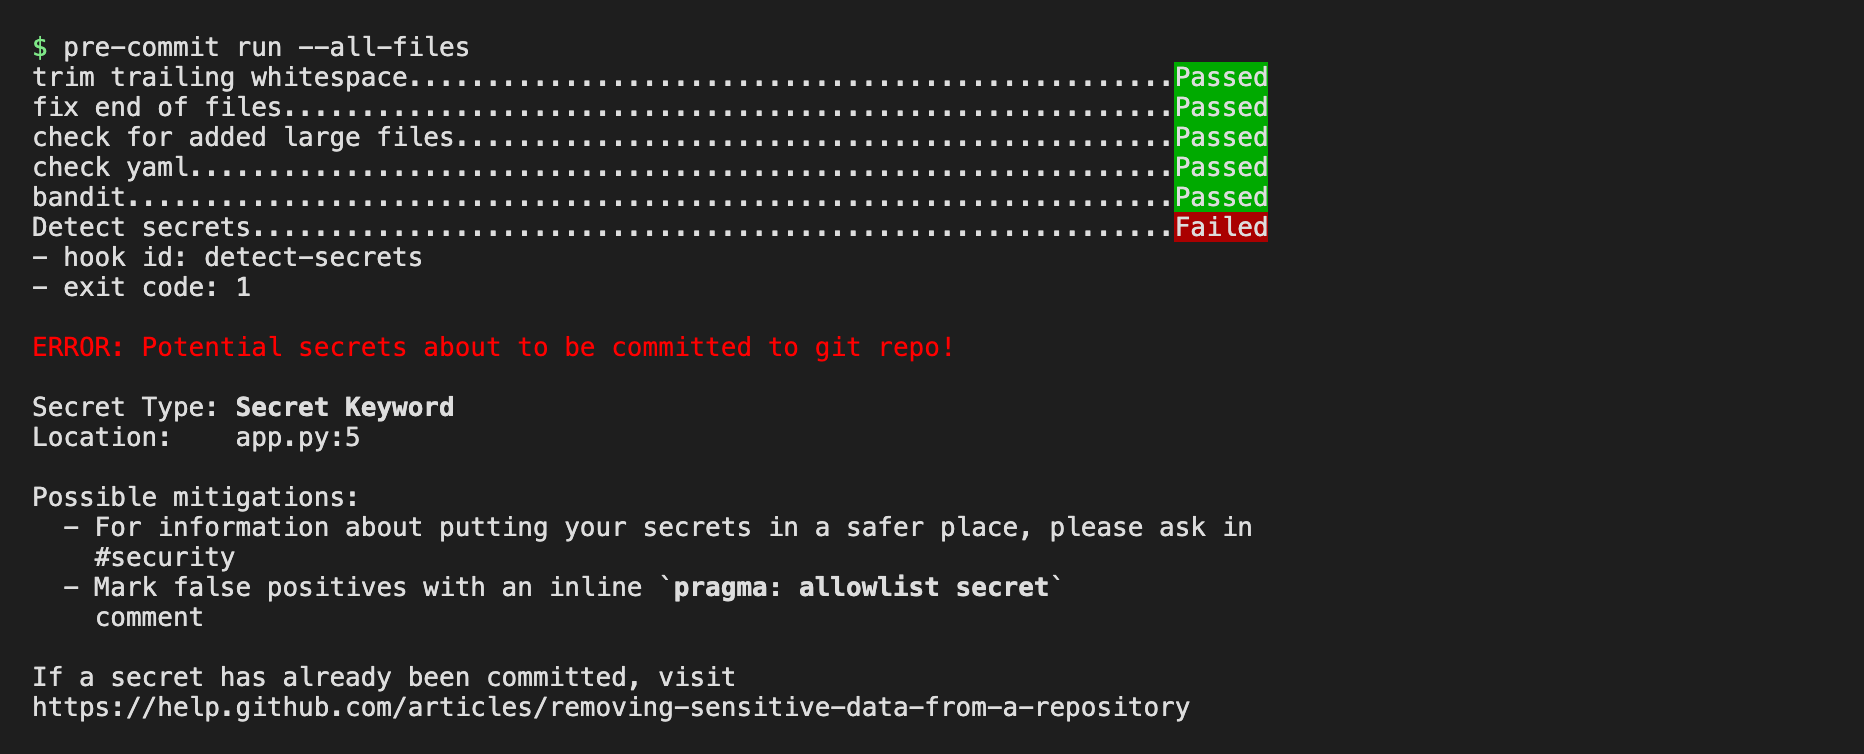 $ pre-commit run --all-files
trim trailing whitespace.................................................Passed
fix end of files.........................................................Passed
check for added large files..............................................Passed
check yaml...............................................................Passed
bandit...................................................................Passed
Detect secrets...........................................................Failed
- hook id: detect-secrets
- exit code: 1

ERROR: Potential secrets about to be committed to git repo!

Secret Type: Secret Keyword
Location:    app.py:5

Possible mitigations:
  - For information about putting your secrets in a safer place, please ask in
    #security
  - Mark false positives with an inline `pragma: allowlist secret`
    comment

If a secret has already been committed, visit
https://help.github.com/articles/removing-sensitive-data-from-a-repository